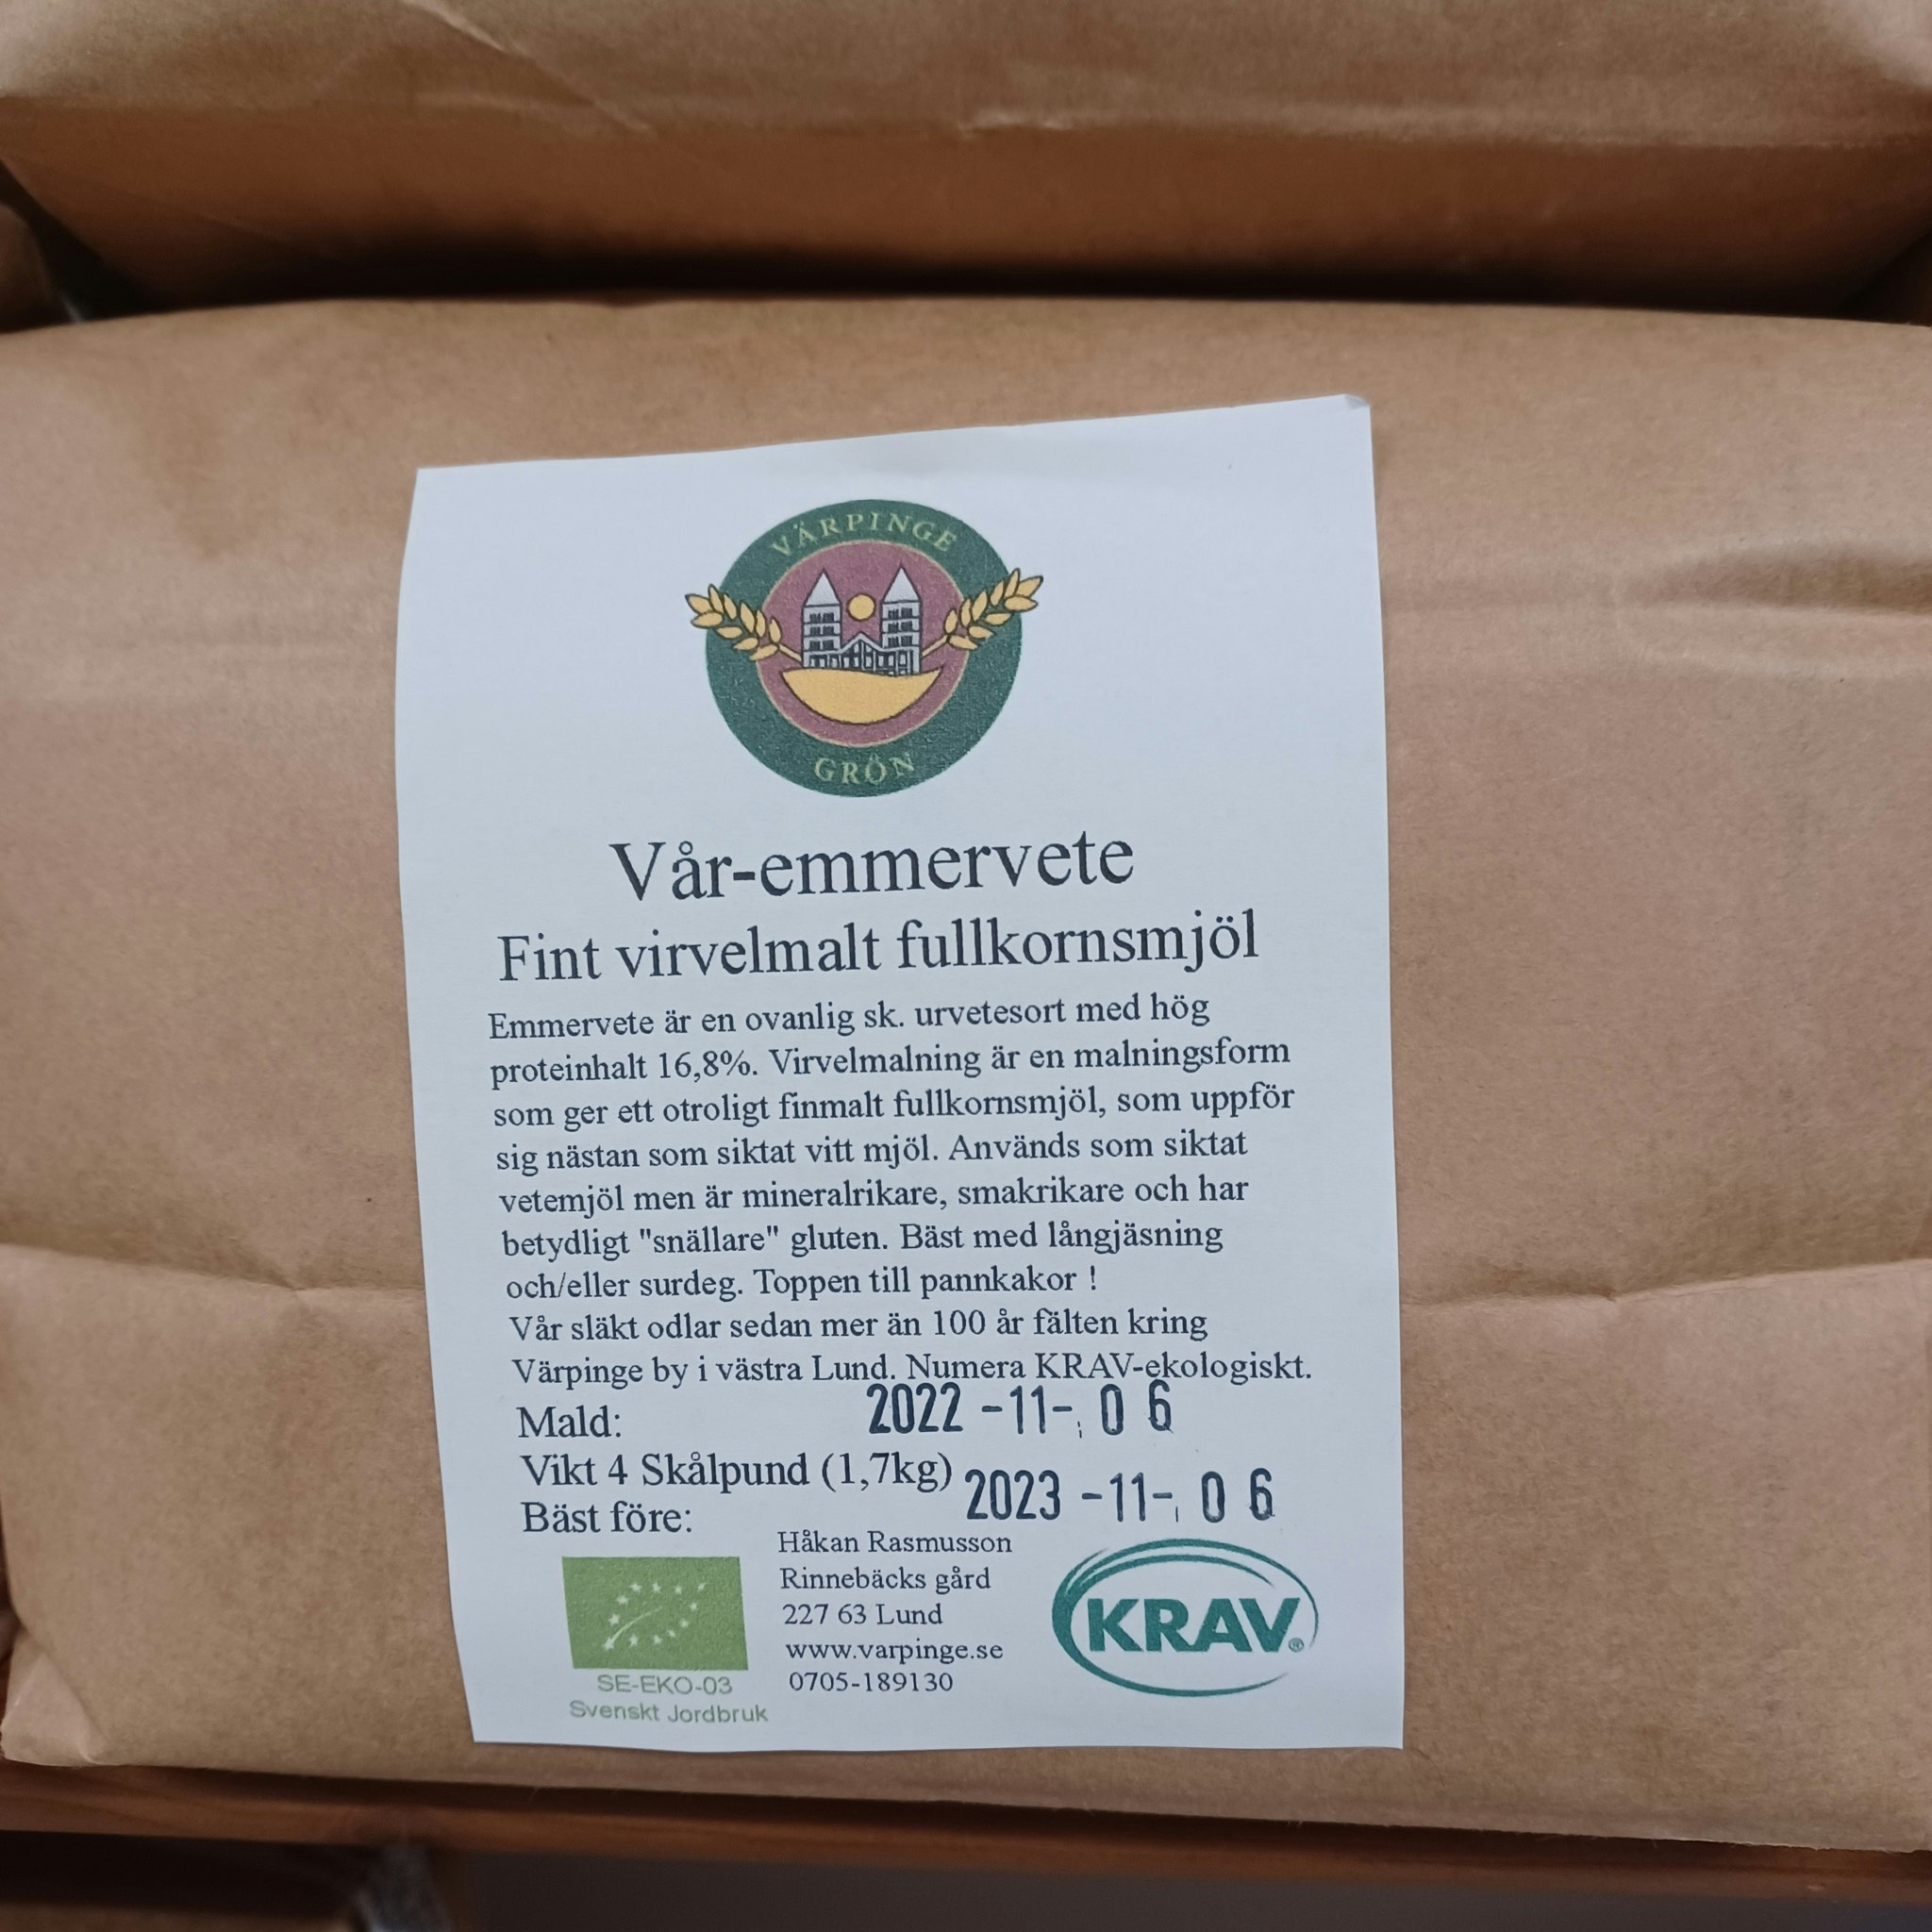 VÄRPINGE
GRÖN
Vår-emmervete
Fint virvelmalt fullkornsmjöl
Emmervete är en ovanlig sk. urvetesort med hög
proteinhalt 16,8%. Virvelmalning är en malningsform
som ger ett otroligt finmalt fullkornsmjöl, som uppför
sig nästan som siktat vitt mjöl. Används som siktat
vetemjöl men är mineralrikare, smakrikare och har
betydligt "snällare" gluten. Bäst med långjäsning
och/eller surdeg. Toppen till pannkakor !
Vår släkt odlar sedan mer än 100 år fälten kring
Värpinge by i västra Lund. Numera KRAV-ekologiskt.
Mald: 2022-11-06
Vikt 4 Skålpund (1,7kg)
Bäst före: 2023-11-06
Håkan Rasmusson
Rinnebäcks gård
227 63 Lund
www.varpinge.se
0705-189130
SE-EKO-03
Svenskt Jordbruk
KRAV®